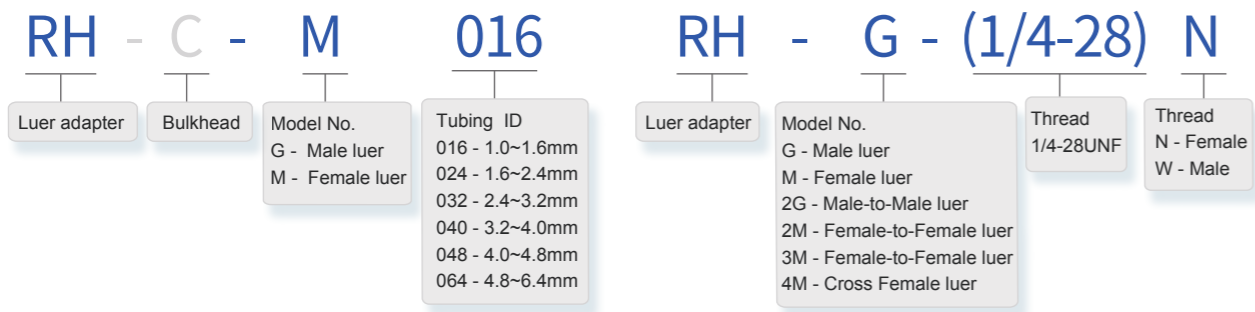 RH - C - M 016
Luer adapter
Bulkhead
Model No.
G - Male luer
M - Female luer
Tubing ID
016 - 1.0~1.6mm
024 - 1.6~2.4mm
032 - 2.4~3.2mm
040 - 3.2~4.0mm
048 - 4.0~4.8mm
064 - 4.8~6.4mm
RH - G - (1/4-28) N
Luer adapter
Model No.
G - Male luer
M - Female luer
2G - Male-to-Male luer
2M - Female-to-Female luer
3M - Female-to-Female luer
4M - Cross Female luer
Thread
1/4-28UNF
Thread
N - Female
W - Male